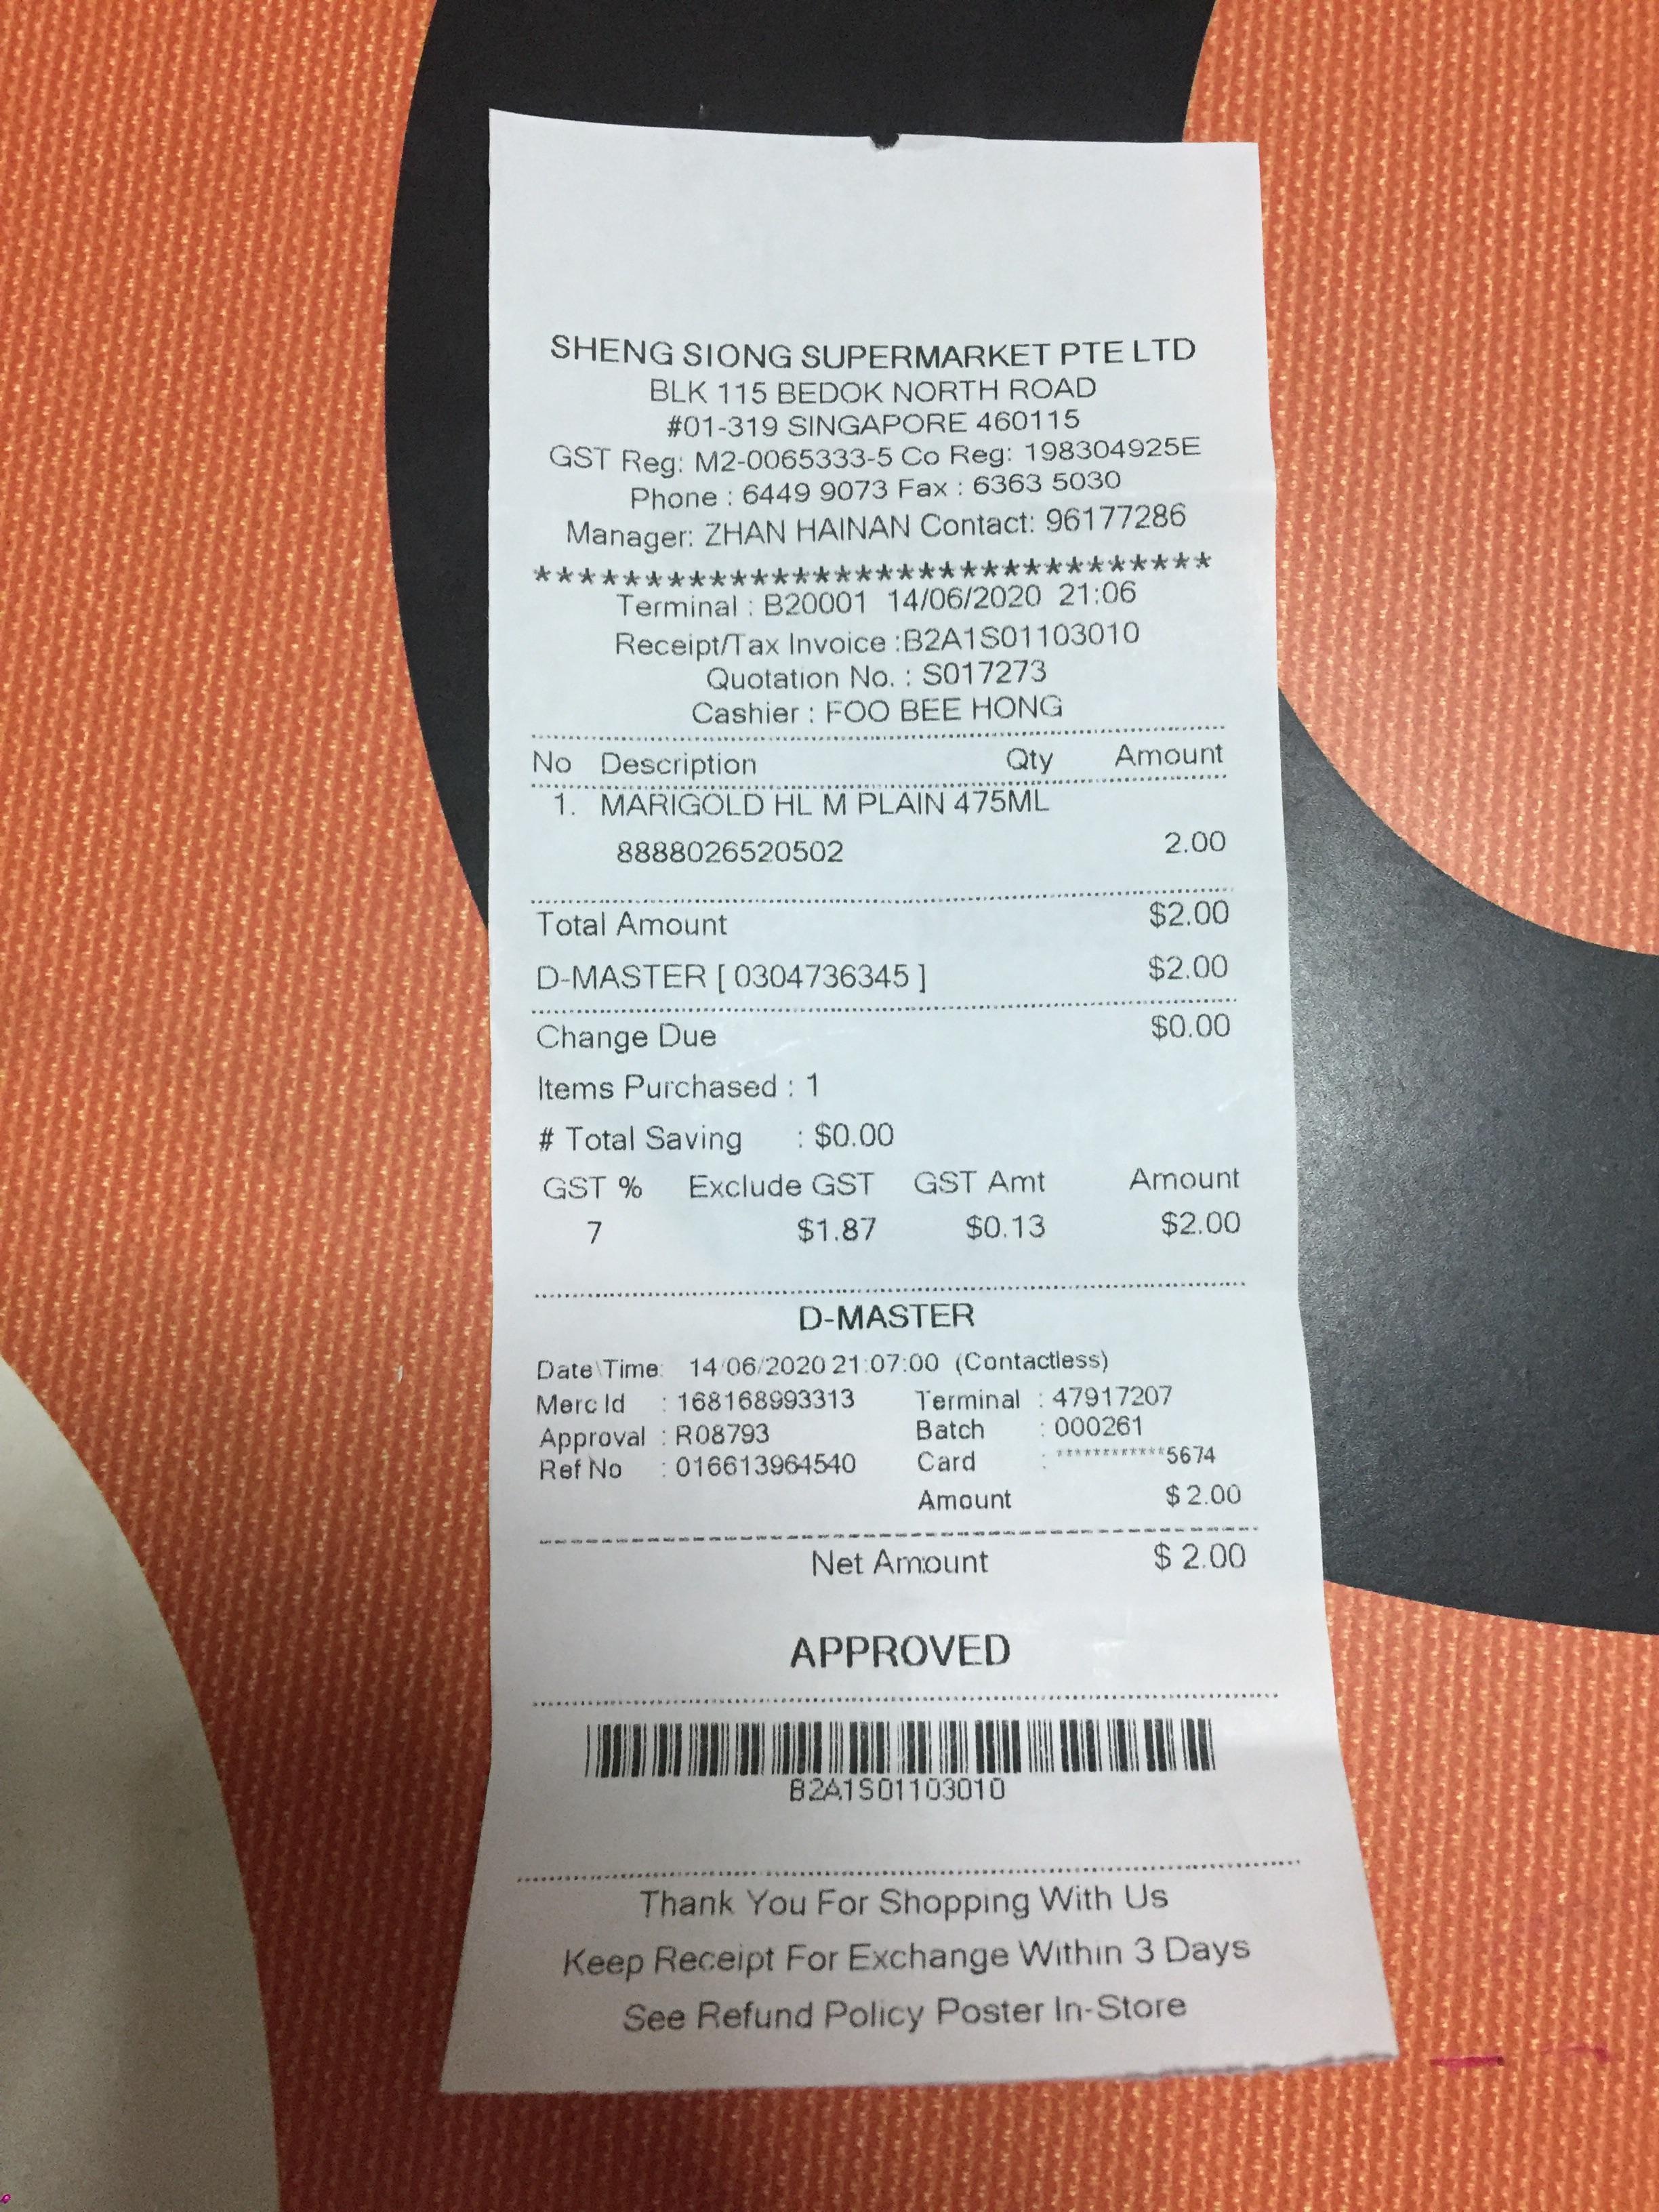 SHENG SIONG SUPERMARKET PTE LTD
BLK 115 BEDOK NORTH ROAD
#01-319 SINGAPORE 460115
GST Reg: M2-0065333-5 Co Reg: 198304925E
Phone : 6449 9073 Fax : 6363 5030
Manager: ZHAN HAINAN Contact: 96177286
*******************************
Terminal : B20001 14/06/2020 21:06
Receipt/Tax Invoice :B2A1S01103010
Quotation No. : S017273
Cashier : FOO BEE HONG
No Description Qty Amount
1. MARIGOLD HL M PLAIN 475ML
8888026520502 2.00
Total Amount $2.00
D-MASTER [ 0304736345 ] $2.00
Change Due $0.00
Items Purchased : 1
# Total Saving : $0.00
GST % Exclude GST GST Amt Amount
7 $1.87 $0.13 $2.00
D-MASTER
Date\Time: 14/06/2020 21:07:00 (Contactless)
Merc Id : 168168993313 Terminal : 47917207
Approval : R08793 Batch : 000261
Ref No : 016613964540 Card : ************5674
Amount $ 2.00
Net Amount $ 2.00
APPROVED
B2A1S01103010
Thank You For Shopping With Us
Keep Receipt For Exchange Within 3 Days
See Refund Policy Poster In-Store